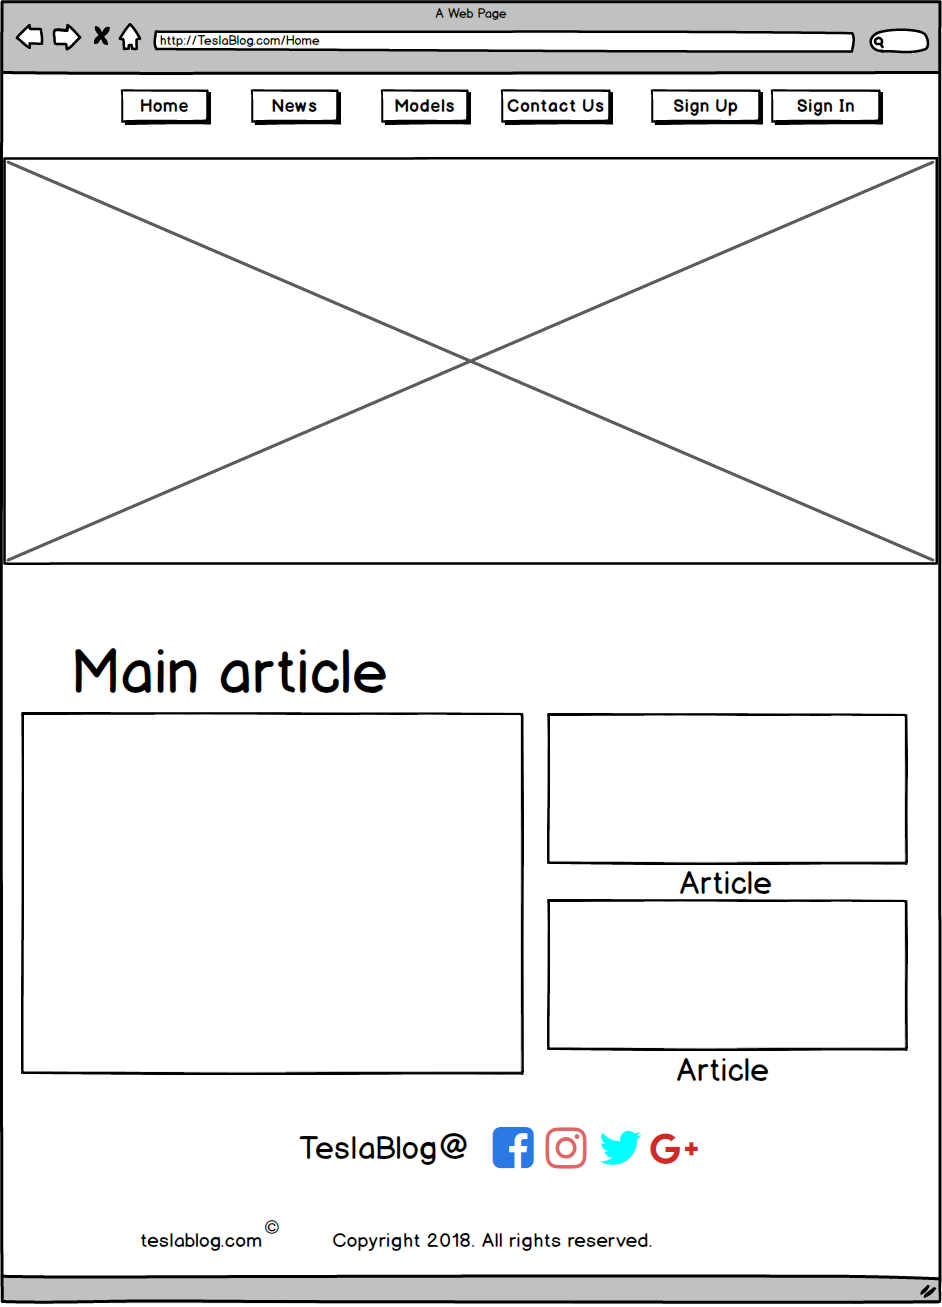 A Web Page
http://TeslaBlog.com/Home
Home News Models Contact Us Sign Up Sign In
Main article
Article
Article
TeslaBlog@ f G+
teslablog.com© Copyright 2018. All rights reserved.